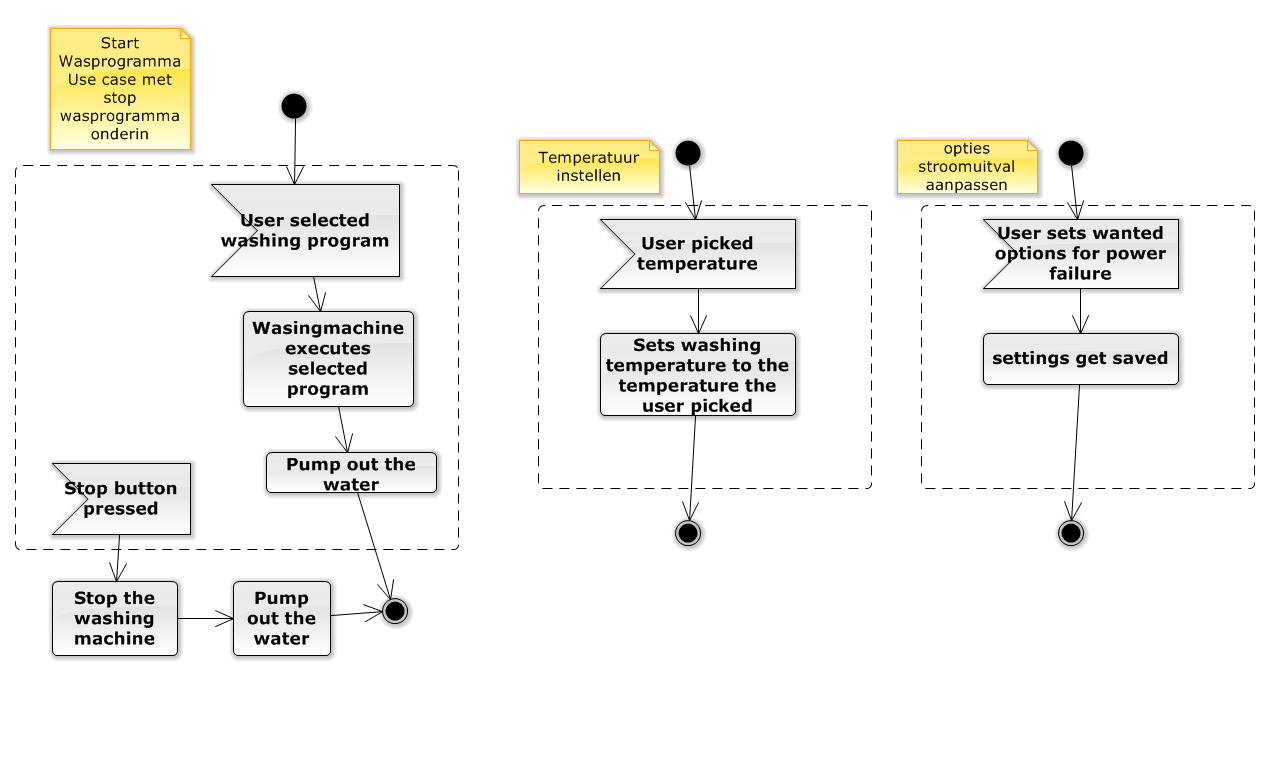 Start
Wasprogramma
Use case met
stop
wasprogramma
onderin
User selected
washing program
Wasingmachine
executes
selected
program
Pump out the
water
Stop button
pressed
Stop the
washing
machine
Pump
out the
water
Temperatuur
instellen
User picked
temperature
Sets washing
temperature to the
temperature the
user picked
opties
stroomuitval
aanpassen
User sets wanted
options for power
failure
settings get saved